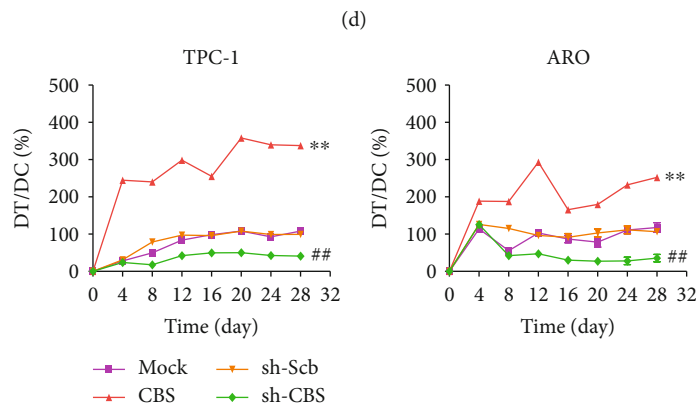 (d)
TPC-1
500
400
300
200
100
0
DT/DC (%)
**
##
0 4 8 12 16 20 24 28 32
Time (day)
ARO
500
400
300
200
100
0
DT/DC (%)
**
##
0 4 8 12 16 20 24 28 32
Time (day)
Mock sh-Scb
CBS sh-CBS